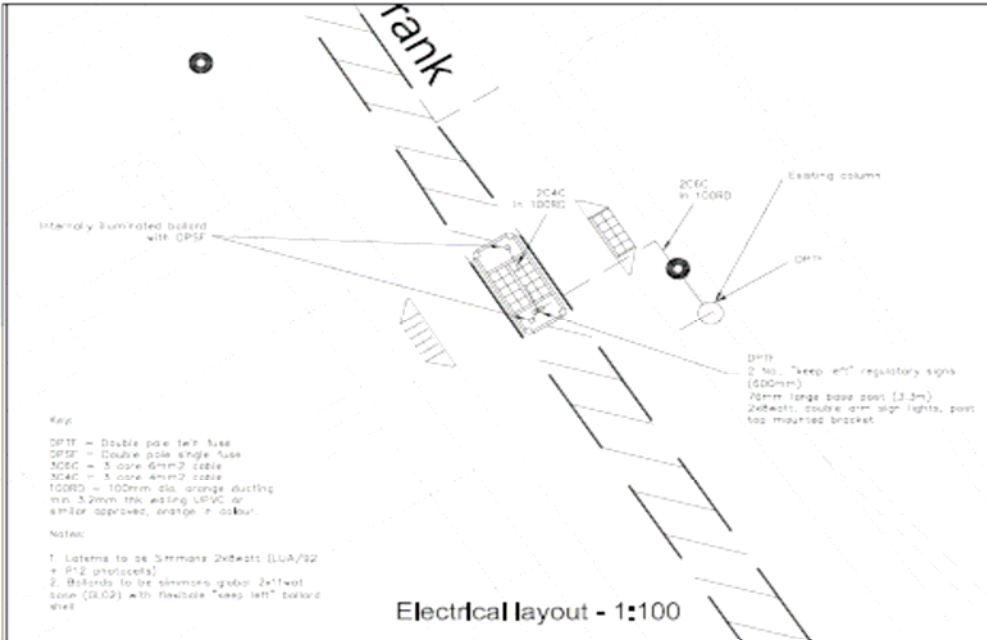 rank
2C4C
in 100RD
2C6C
in 100RD
Existing column
Internally illuminated bollard
with DPSF
DPTF
DPTF
2 No. "keep left" regulatory signs
(600mm)
76mm large base post (3.3m)
2x8watt, double arm sign lights, post
top mounted bracket
Key:
DPTF = Double pole twin fuse
DPSF = Double pole single fuse
3C6C = 3 core 6mm2 cable
3C4C = 3 core 4mm2 cable
100RD = 100mm dia. orange ducting
min 3.2mm thk walling UPVC or
similar approved, orange in colour.
Notes:
1. Laterns to be Simmons 2x8watt (LUA/92
+ P12 photocells)
2. Bollards to be simmons global 2x11wat
base (GL02) with flexible "keep left" bollard
shell
Electrical layout - 1:100